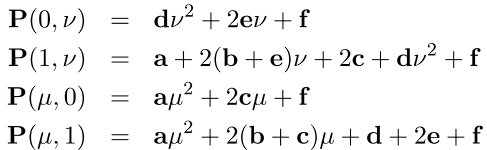 P(0, ν) = dν² + 2eν + f
P(1, ν) = a + 2(b + e)ν + 2c + dν² + f
P(μ, 0) = aμ² + 2cμ + f
P(μ, 1) = aμ² + 2(b + c)μ + d + 2e + f